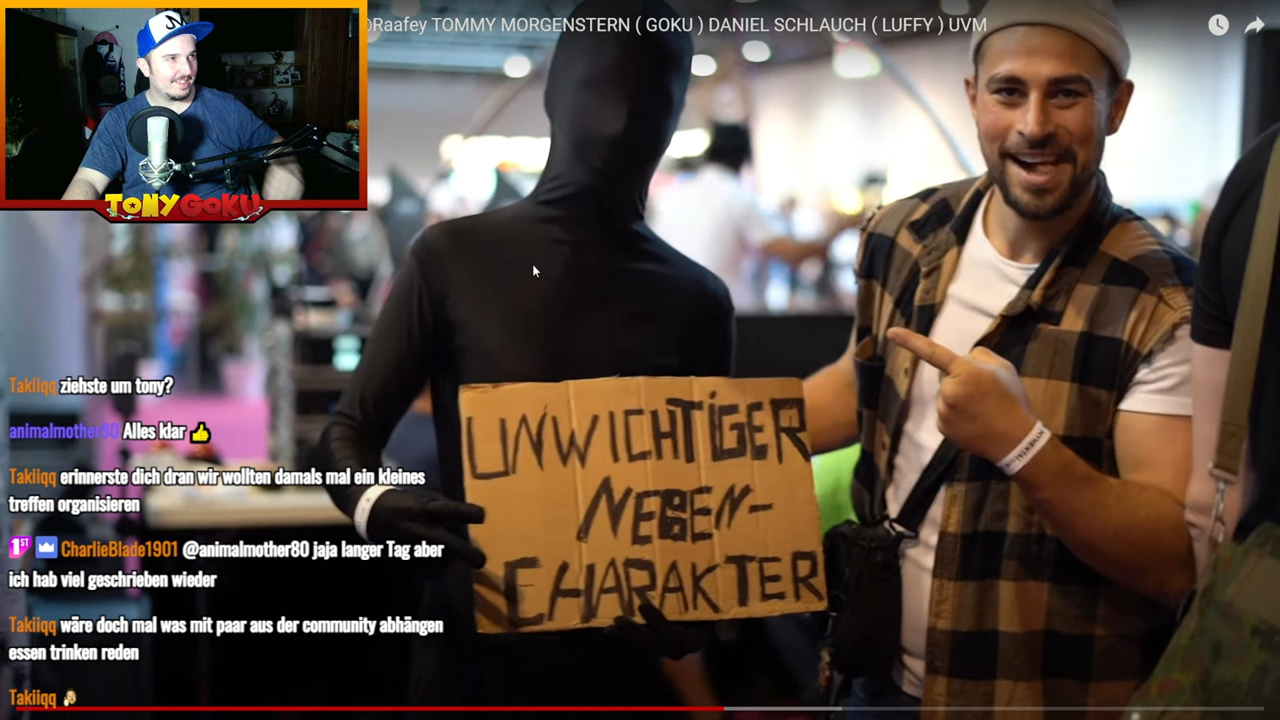 Raafey TOMMY MORGENSTERN ( GOKU ) DANIEL SCHLAUCH ( LUFFY ) UVM
TONY GOKU
UNWICHTIGER
NEBEN-
CHARAKTER
Takiiqq ziehste um tony?
animalmother80 Alles klar 👍
Takiiqq erinnerste dich dran wir wollten damals mal ein kleines
treffen organisieren
1ST CharlieBlade1901 @animalmother80 jaja langer Tag aber
ich hab viel geschrieben wieder
Takiiqq wäre doch mal was mit paar aus der community abhängen
essen trinken reden
Takiiqq